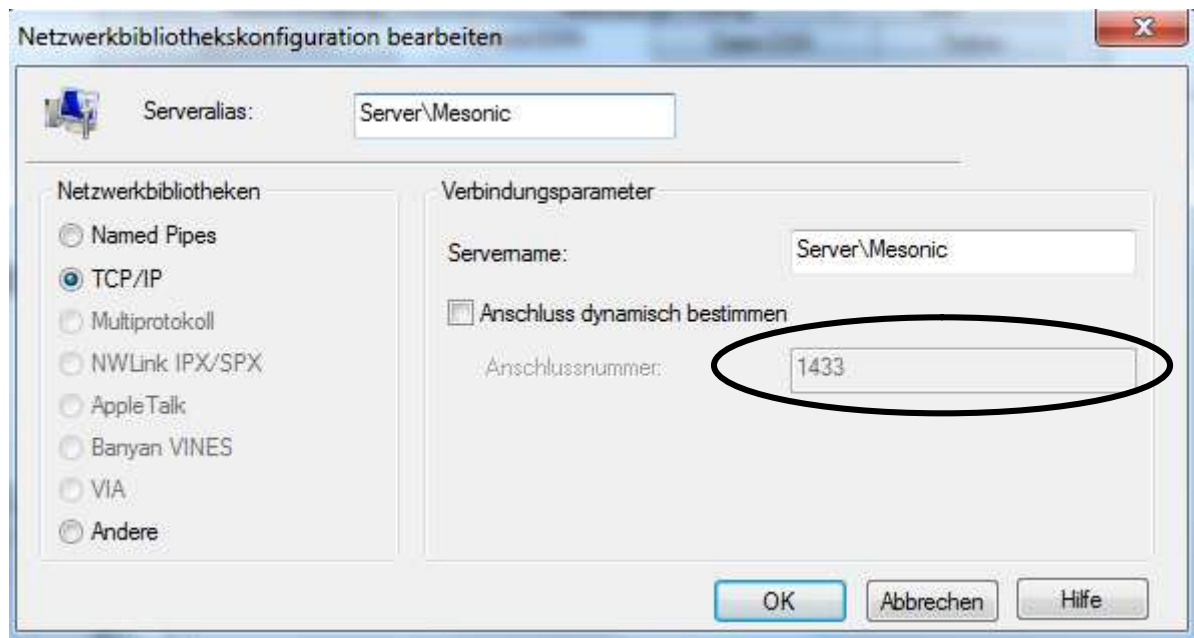 Netzwerkbibliothekskonfiguration bearbeiten
Serveralias:
Server\Mesonic
Netzwerkbibliotheken
Named Pipes
TCP/IP
Multiprotokoll
NWLink IPX/SPX
AppleTalk
Banyan VINES
VIA
Andere
Verbindungsparameter
Servername:
Server\Mesonic
Anschluss dynamisch bestimmen
Anschlussnummer:
1433
OK
Abbrechen
Hilfe